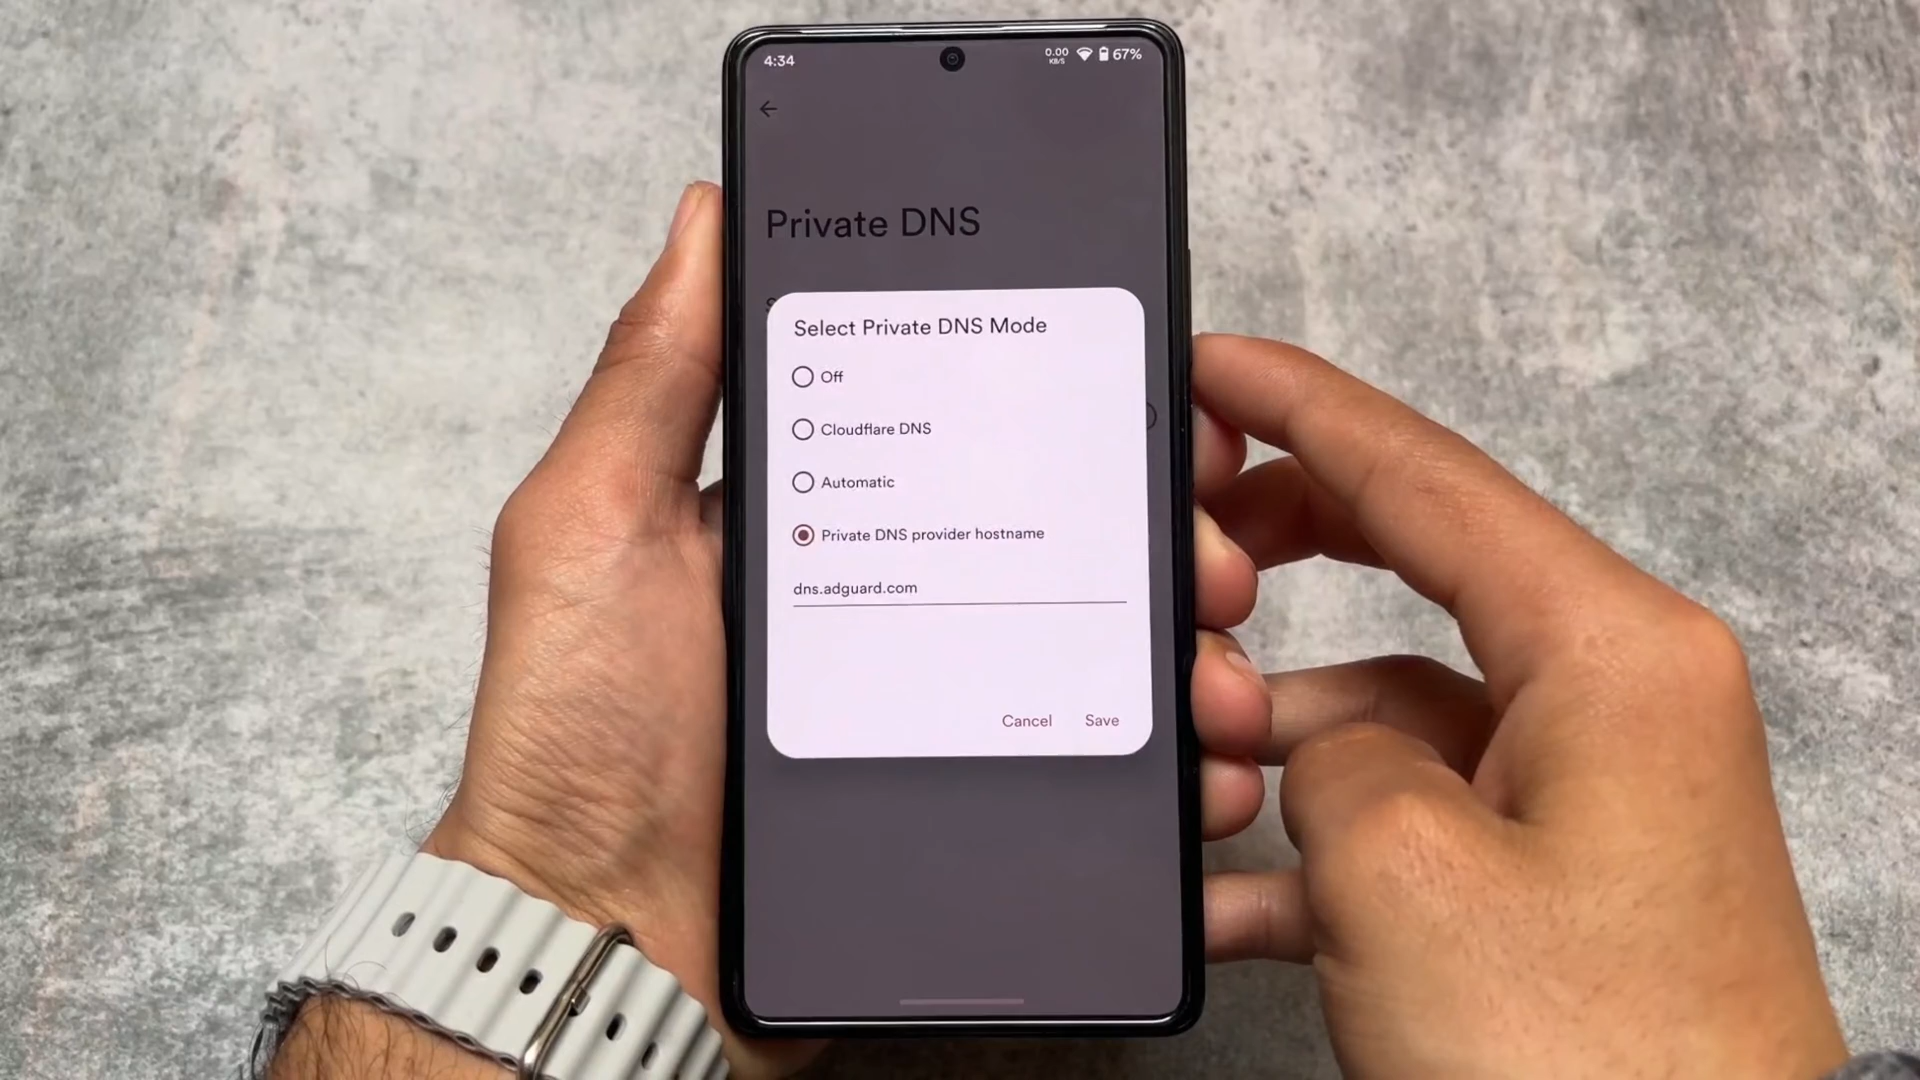 4:34
0.00
KB/S
67%
Private DNS
Select Private DNS Mode
Off
Cloudflare DNS
Automatic
Private DNS provider hostname
dns.adguard.com
Cancel
Save